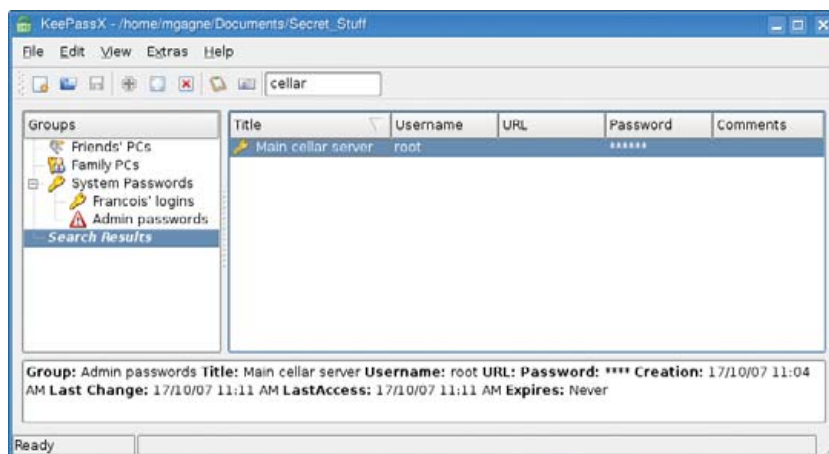 KeePassX - /home/mgagne/Documents/Secret_Stuff
File Edit View Extras Help
cellar
Groups
Friends' PCs
Family PCs
System Passwords
Francois' logins
Admin passwords
Search Results
Title Username URL Password Comments
Main cellar server root ******
Group: Admin passwords Title: Main cellar server Username: root URL: Password: **** Creation: 17/10/07 11:04
AM Last Change: 17/10/07 11:11 AM LastAccess: 17/10/07 11:11 AM Expires: Never
Ready